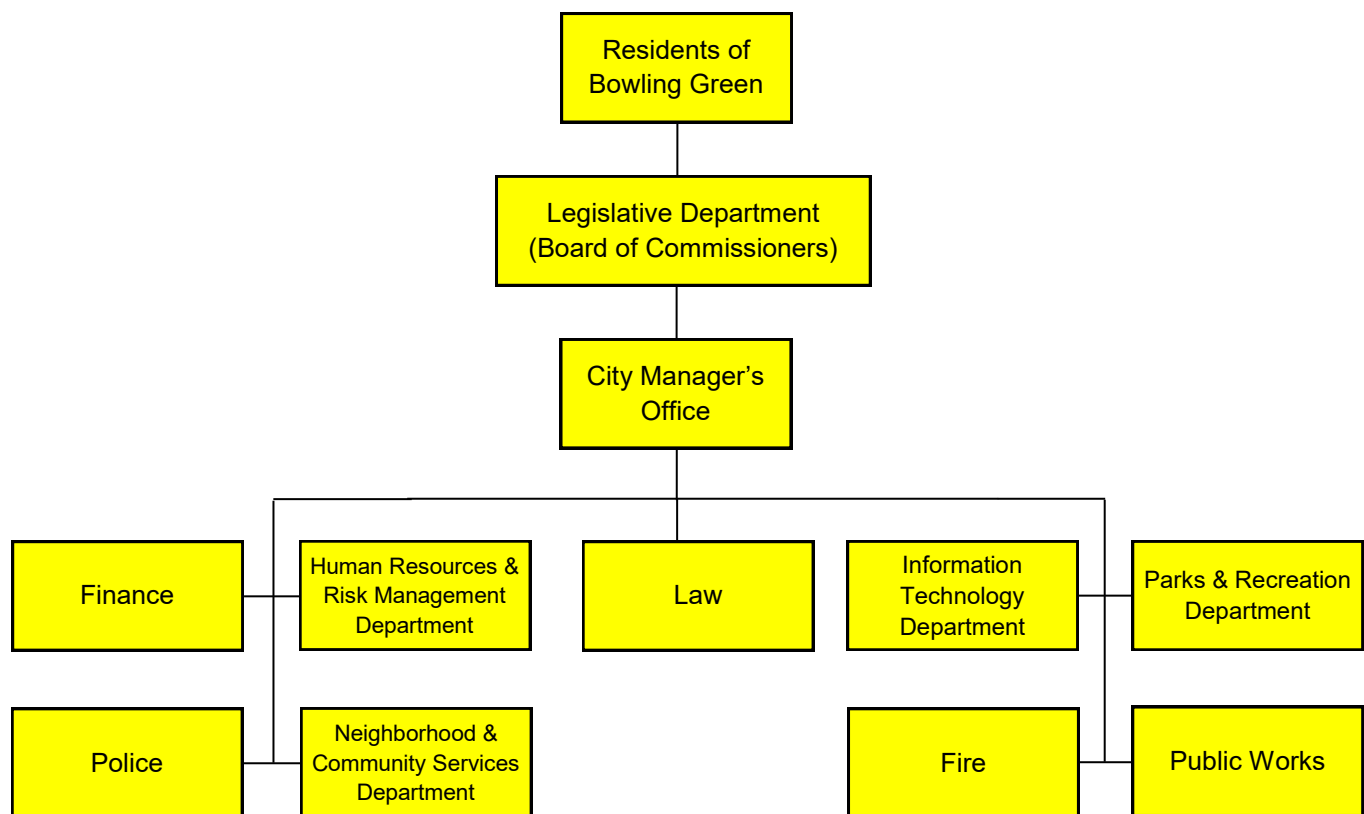 Residents of
Bowling Green
Legislative Department
(Board of Commissioners)
City Manager’s
Office
Finance
Human Resources &
Risk Management
Department
Law
Information
Technology
Department
Parks & Recreation
Department
Police
Neighborhood &
Community Services
Department
Fire
Public Works